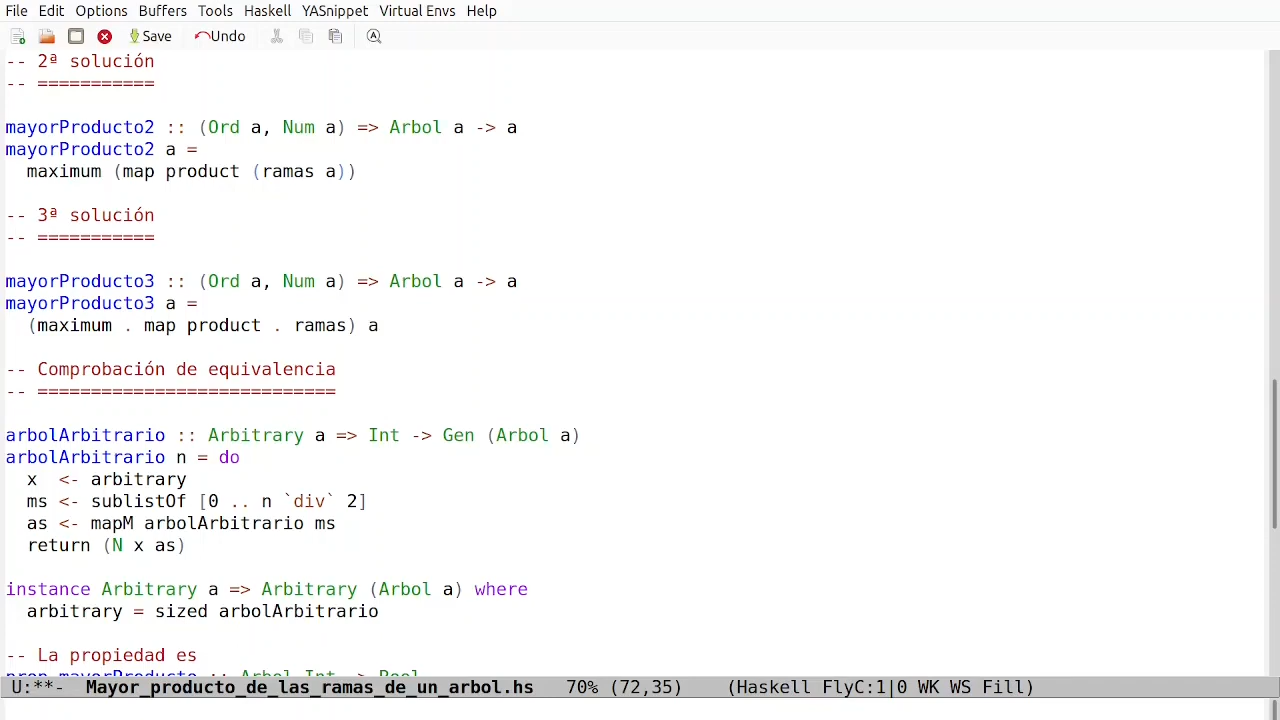 File Edit Options Buffers Tools Haskell YASnippet Virtual Envs Help
Save Undo
-- 2ª solución
-- ===========
mayorProducto2 :: (Ord a, Num a) => Arbol a -> a
mayorProducto2 a =
  maximum (map product (ramas a))
-- 3ª solución
-- ===========
mayorProducto3 :: (Ord a, Num a) => Arbol a -> a
mayorProducto3 a =
  (maximum . map product . ramas) a
-- Comprobación de equivalencia
-- ============================
arbolArbitrario :: Arbitrary a => Int -> Gen (Arbol a)
arbolArbitrario n = do
  x  <- arbitrary
  ms <- sublistOf [0 .. n `div` 2]
  as <- mapM arbolArbitrario ms
  return (N x as)
instance Arbitrary a => Arbitrary (Arbol a) where
  arbitrary = sized arbolArbitrario
-- La propiedad es
prop_mayorProducto :: Arbol Int -> Bool
U:**-  Mayor_producto_de_las_ramas_de_un_arbol.hs   70% (72,35)    (Haskell FlyC:1|0 WK WS Fill)